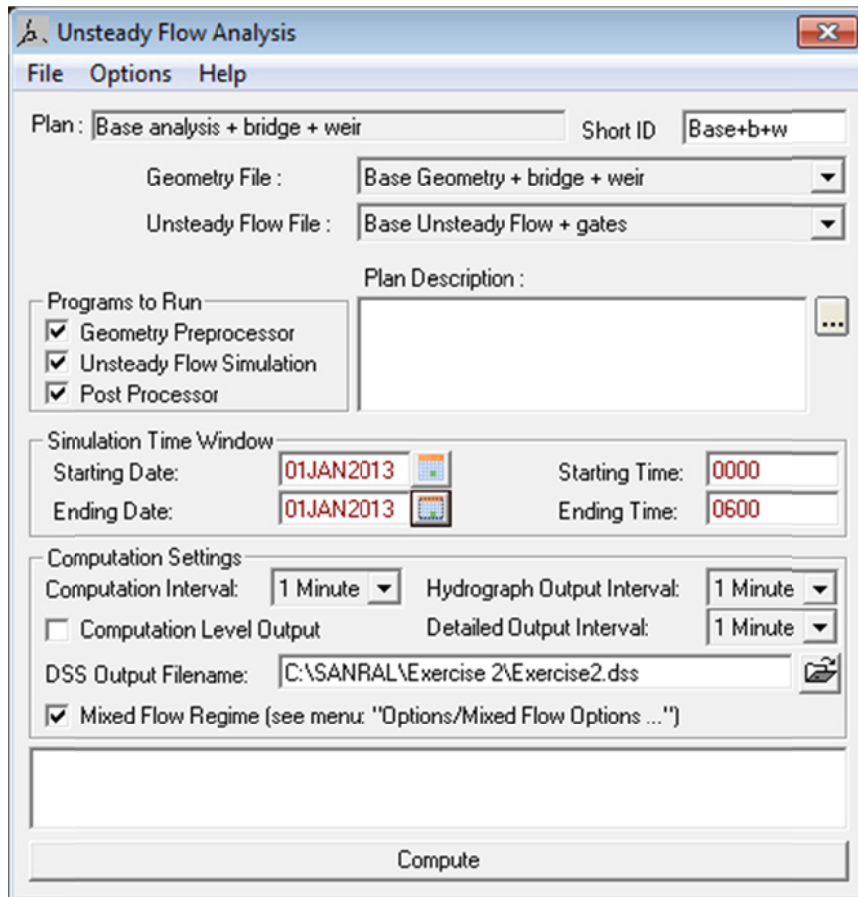 Unsteady Flow Analysis
File Options Help
Plan : Base analysis + bridge + weir Short ID Base+b+w
Geometry File : Base Geometry + bridge + weir
Unsteady Flow File : Base Unsteady Flow + gates
Plan Description :
Programs to Run
Geometry Preprocessor
Unsteady Flow Simulation
Post Processor
...
Simulation Time Window
Starting Date: 01JAN2013 Starting Time: 0000
Ending Date: 01JAN2013 Ending Time: 0600
Computation Settings
Computation Interval: 1 Minute Hydrograph Output Interval: 1 Minute
Computation Level Output Detailed Output Interval: 1 Minute
DSS Output Filename: C:\SANRAL\Exercise 2\Exercise2.dss
Mixed Flow Regime (see menu: "Options/Mixed Flow Options ...")
Compute